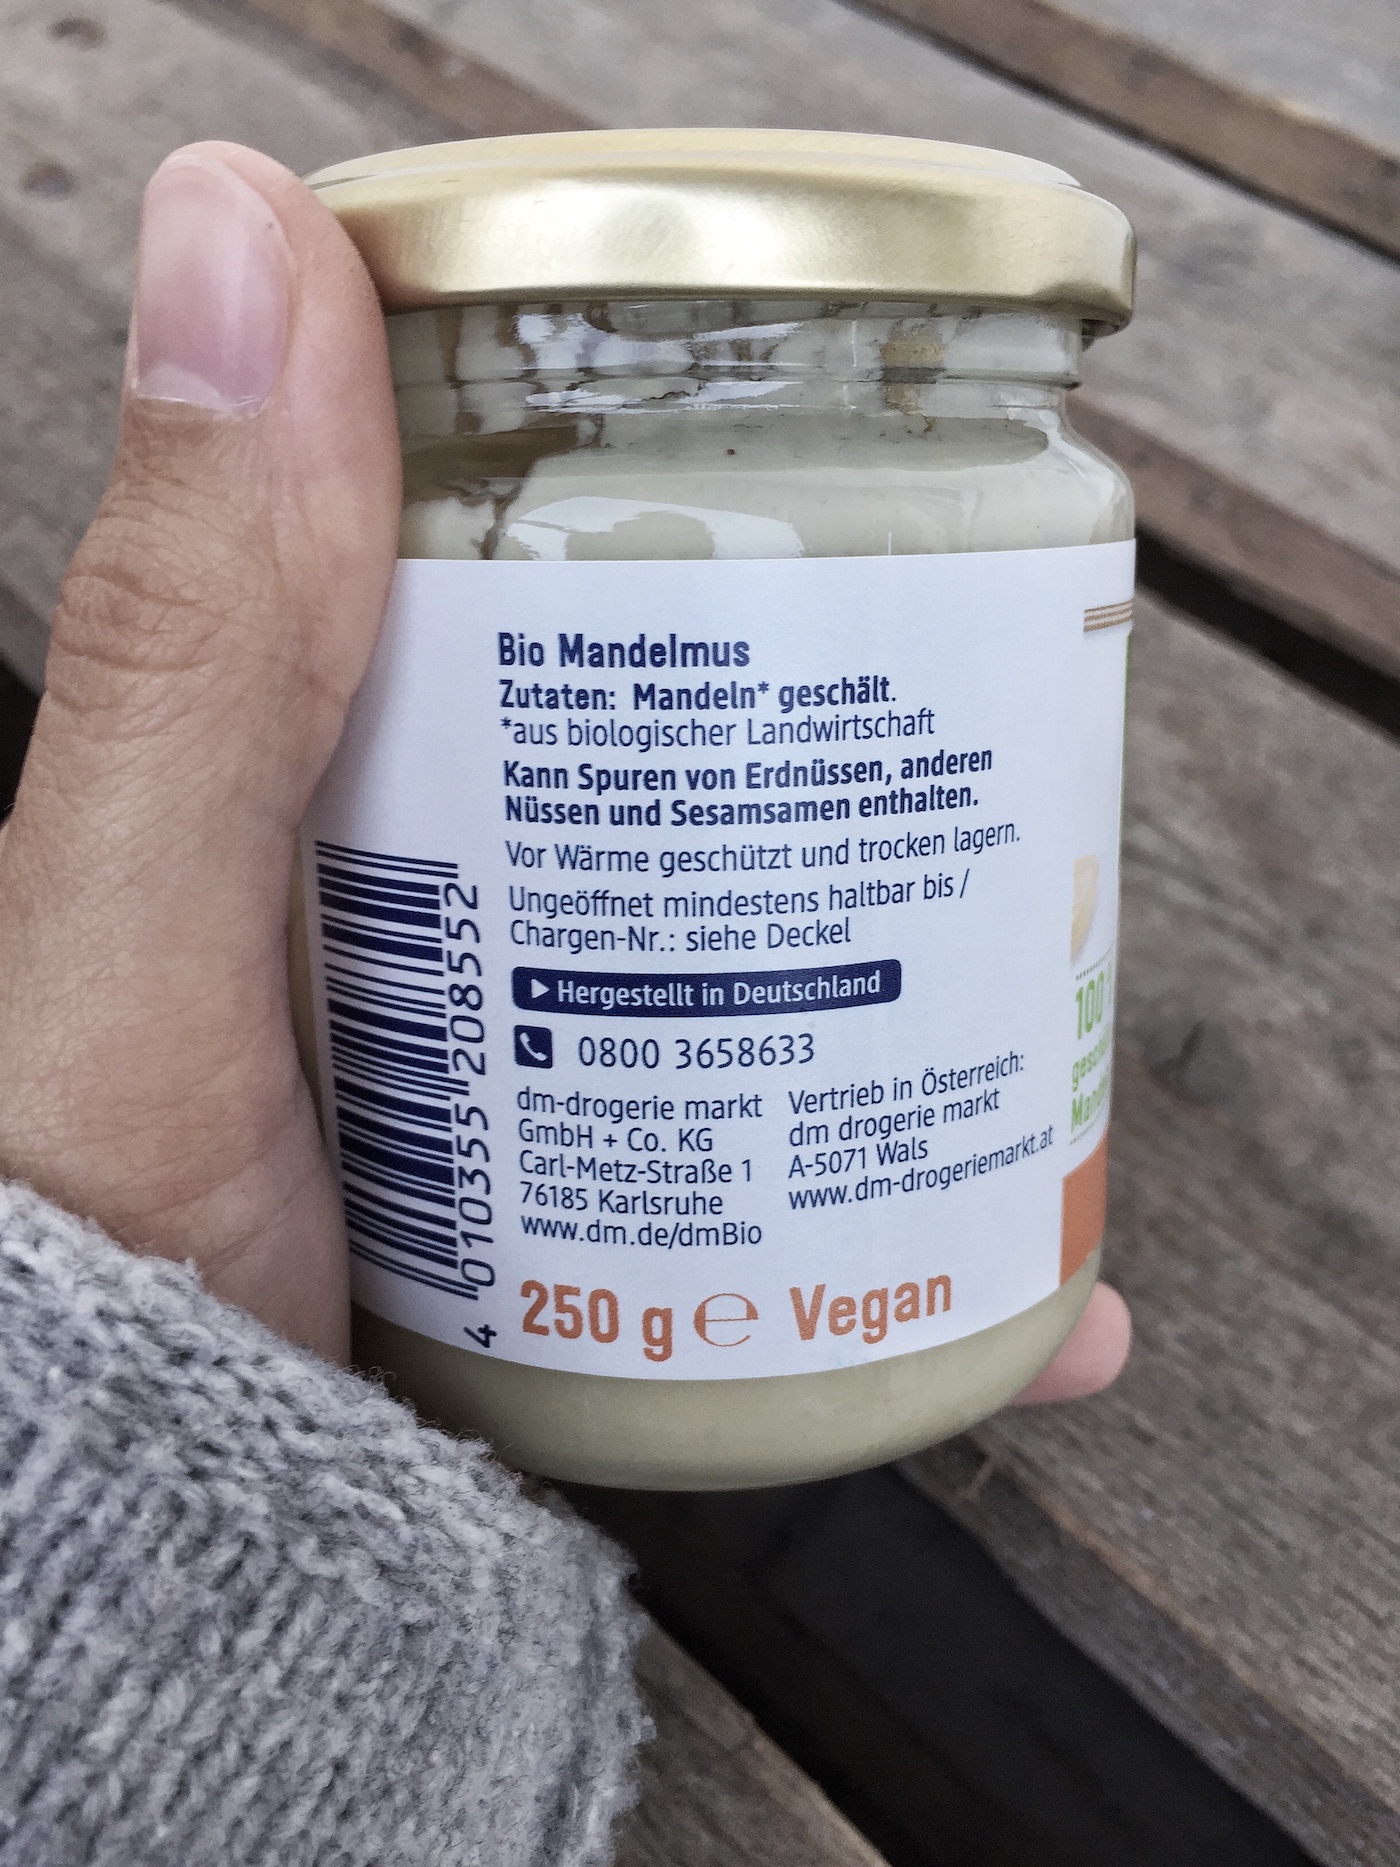 Bio Mandelmus
Zutaten: Mandeln* geschält.
*aus biologischer Landwirtschaft
Kann Spuren von Erdnüssen, anderen
Nüssen und Sesamsamen enthalten.
Vor Wärme geschützt und trocken lagern.
Ungeöffnet mindestens haltbar bis /
Chargen-Nr.: siehe Deckel
Hergestellt in Deutschland
0800 3658633
dm-drogerie markt
GmbH + Co. KG
Carl-Metz-Straße 1
76185 Karlsruhe
www.dm.de/dmBio
Vertrieb in Österreich:
dm drogerie markt
A-5071 Wals
www.dm-drogeriemarkt.at
250 g ℮ Vegan
4 010355 208552
100